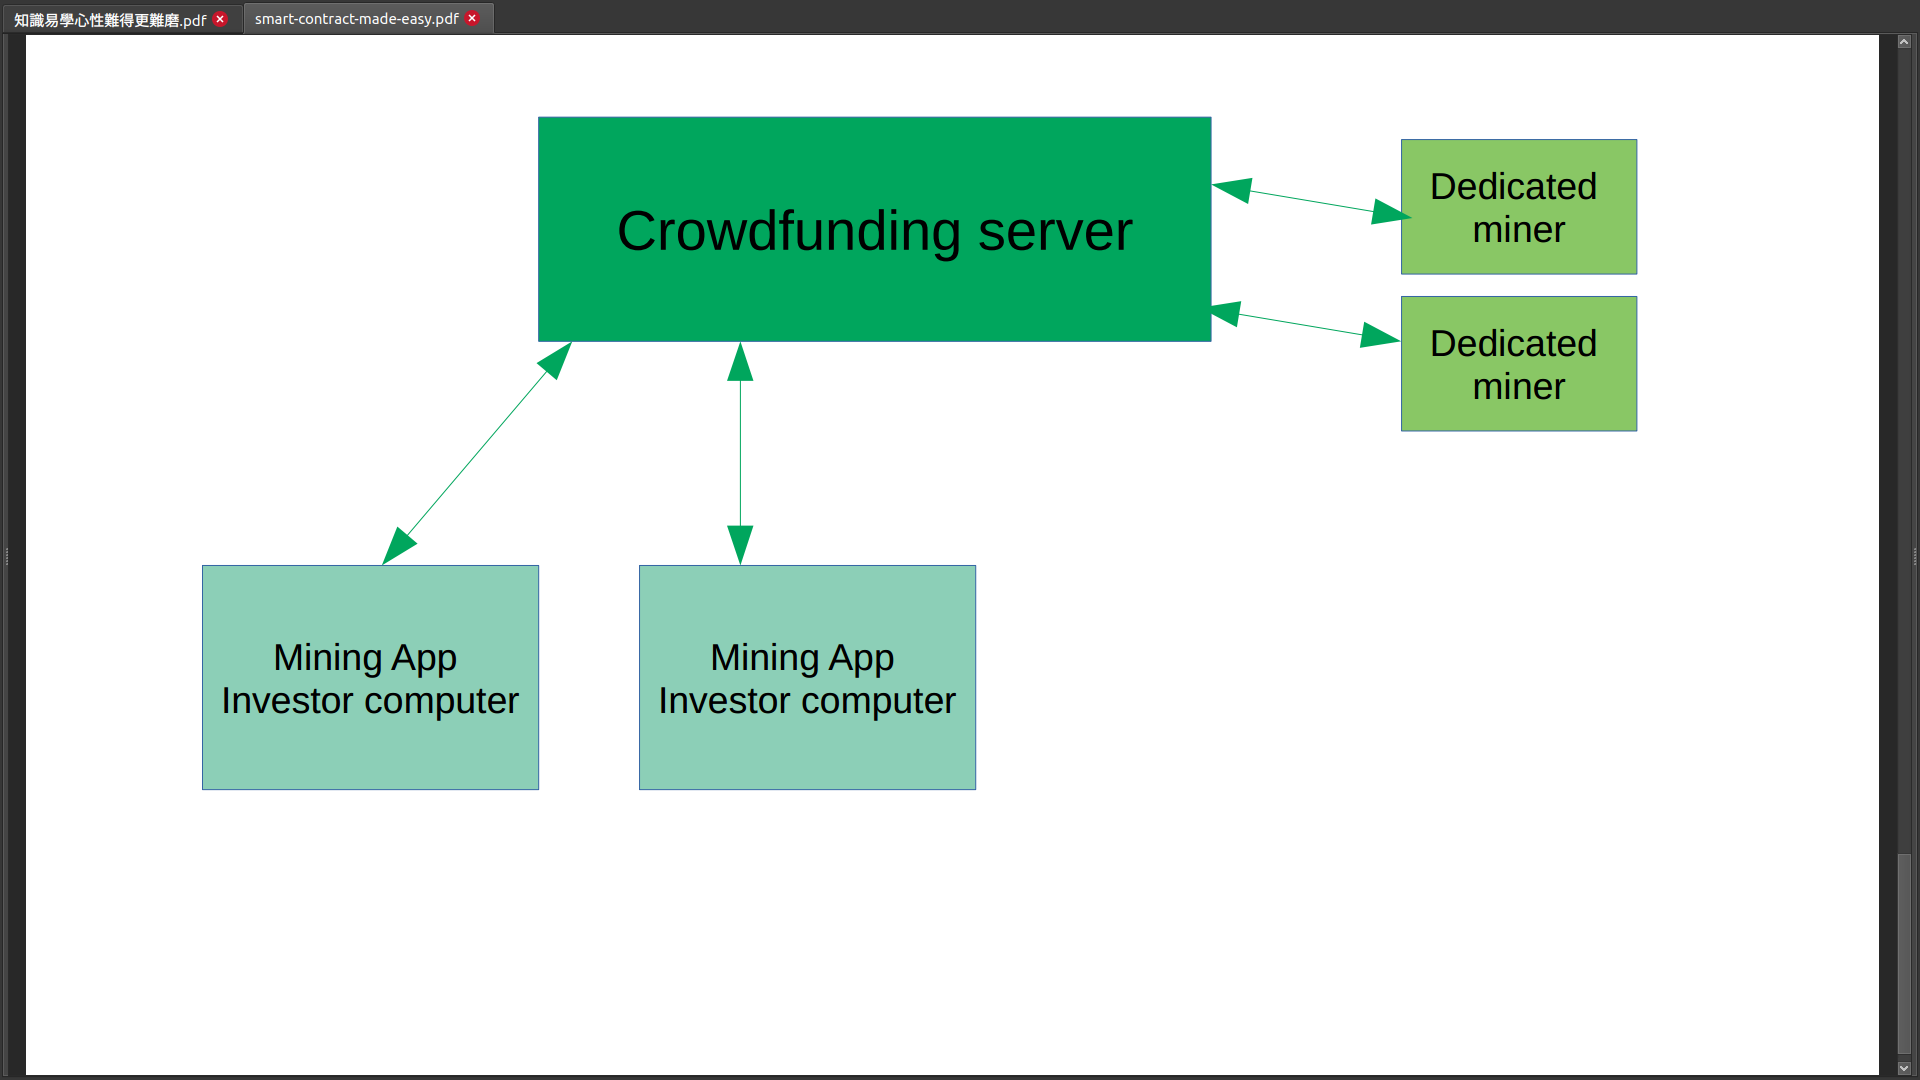 知識易學心性難得更難磨.pdf
smart-contract-made-easy.pdf
Crowdfunding server
Dedicated
miner
Dedicated
miner
Mining App
Investor computer
Mining App
Investor computer